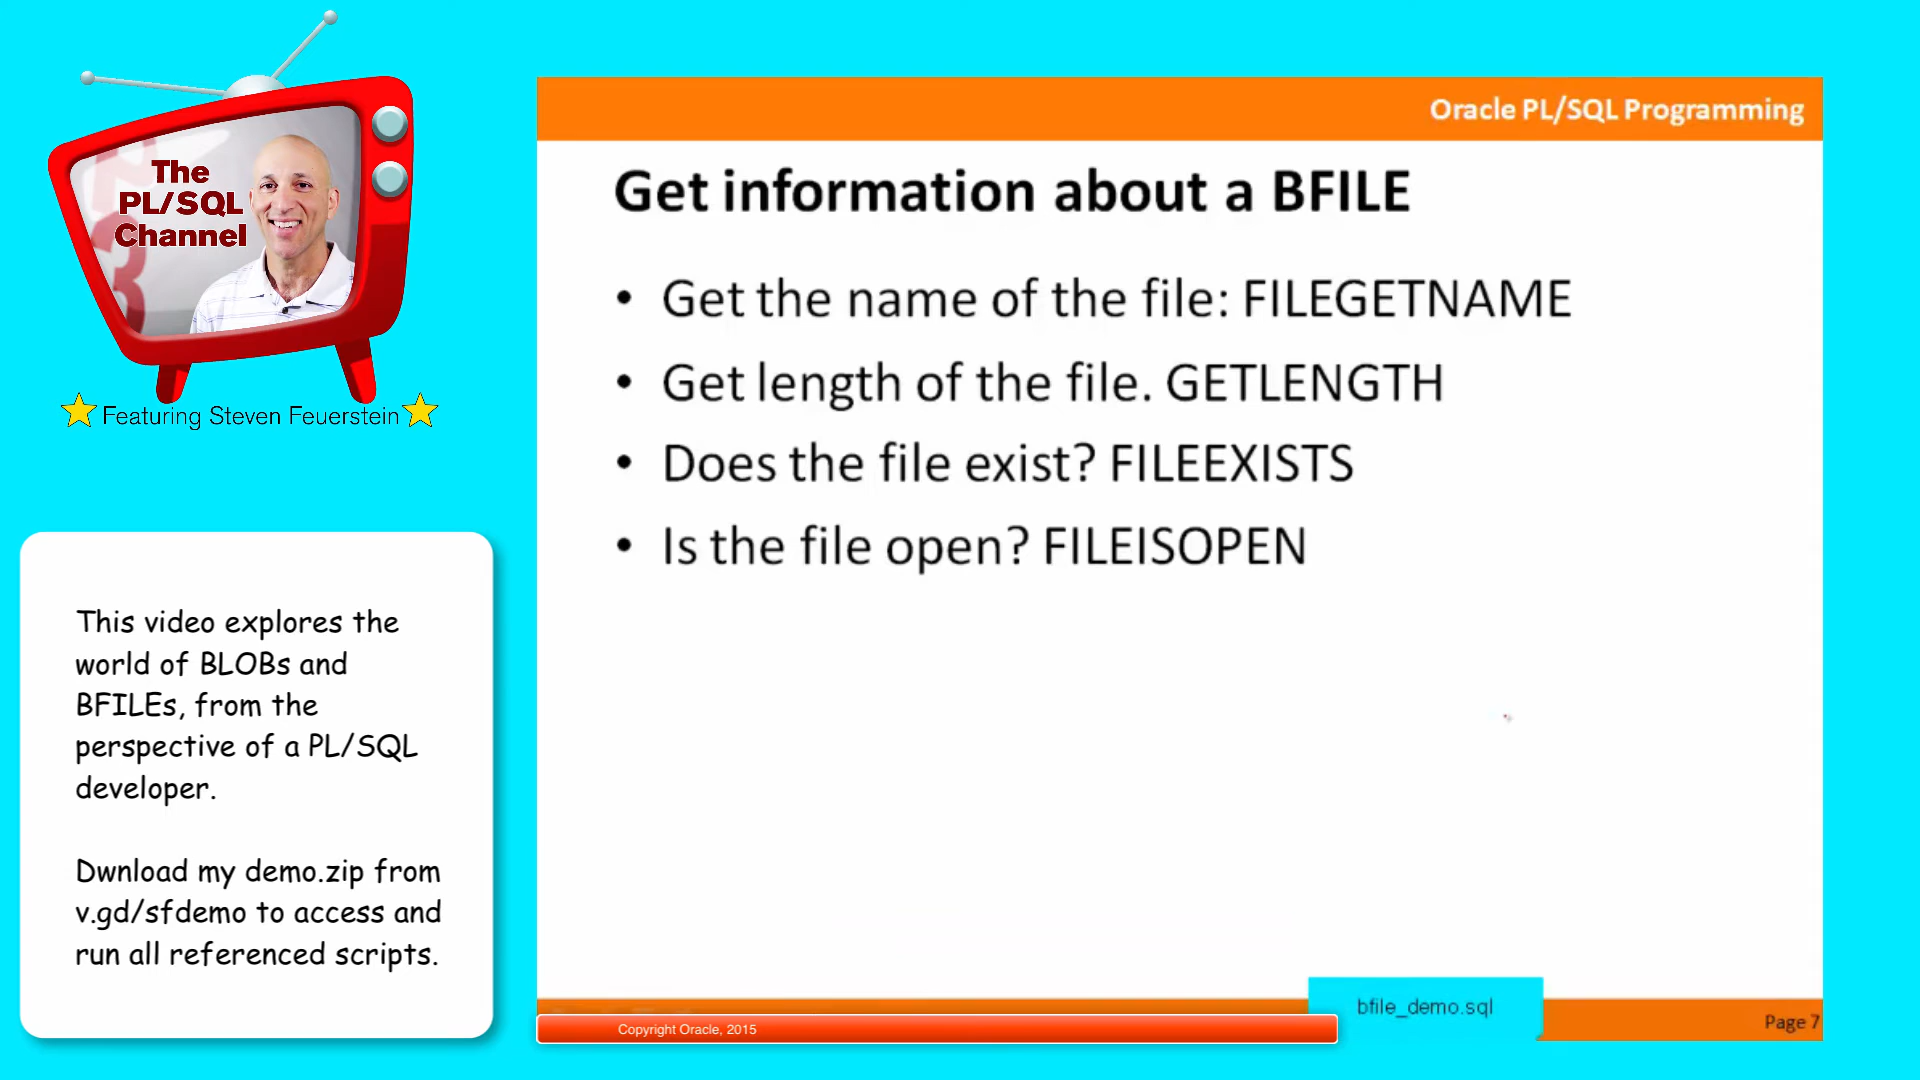 The
PL/SQL
Channel
Featuring Steven Feuerstein
This video explores the
world of BLOBs and
BFILEs, from the
perspective of a PL/SQL
developer.
Dwnload my demo.zip from
v.gd/sfdemo to access and
run all referenced scripts.
Oracle PL/SQL Programming
Get information about a BFILE
• Get the name of the file: FILEGETNAME
• Get length of the file. GETLENGTH
• Does the file exist? FILEEXISTS
• Is the file open? FILEISOPEN
bfile_demo.sql
Copyright Oracle, 2015
Page 7